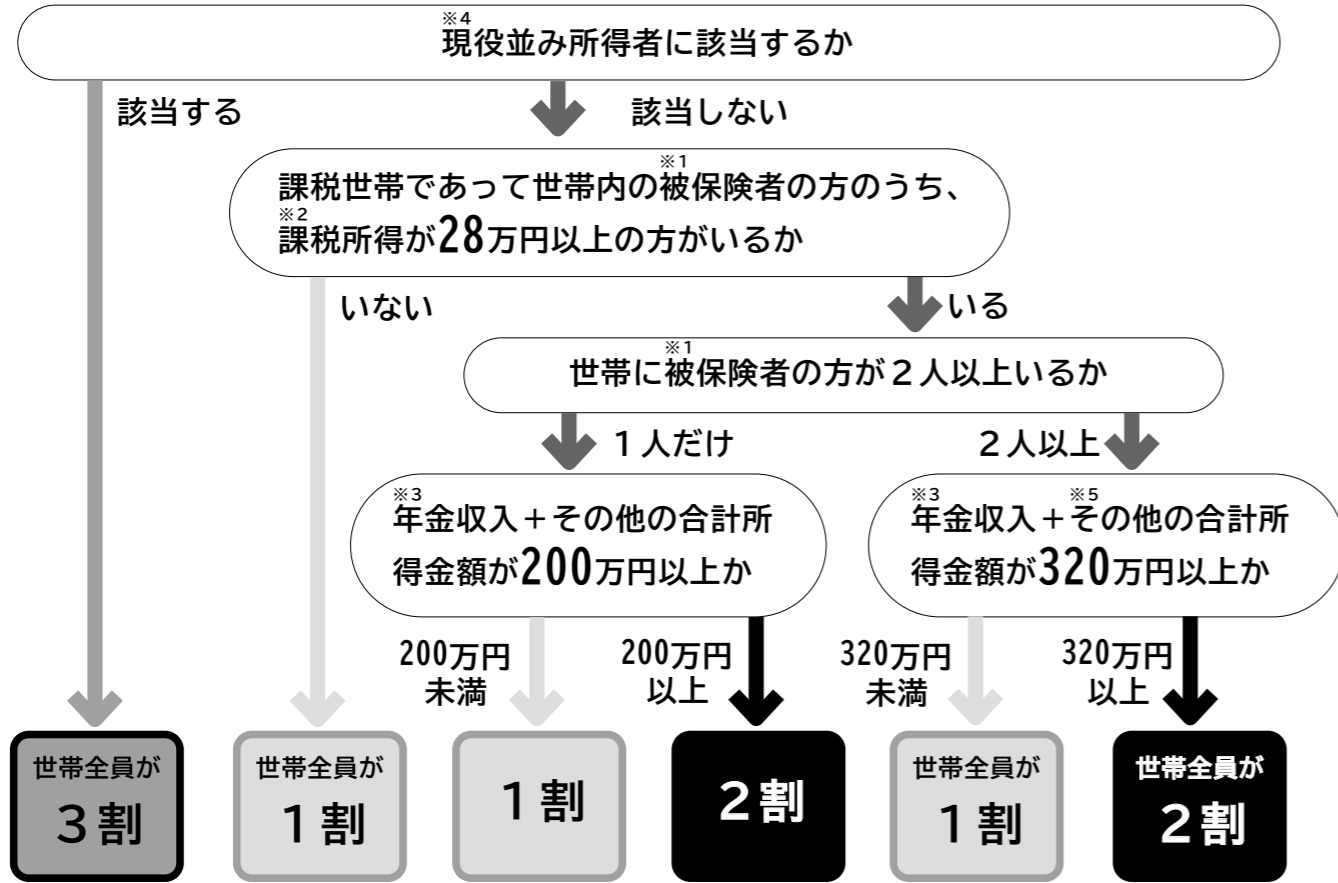 ※4
現役並み所得者に該当するか
該当する
該当しない
※1
課税世帯であって世帯内の被保険者の方のうち、
※2
課税所得が28万円以上の方がいるか
いない
いる
※1
世帯に被保険者の方が２人以上いるか
１人だけ
２人以上
※3
年金収入＋その他の合計所
得金額が200万円以上か
※3 ※5
年金収入＋その他の合計所
得金額が320万円以上か
200万円
未満
200万円
以上
320万円
未満
320万円
以上
世帯全員が
３割
世帯全員が
１割
１割
２割
世帯全員が
１割
世帯全員が
２割